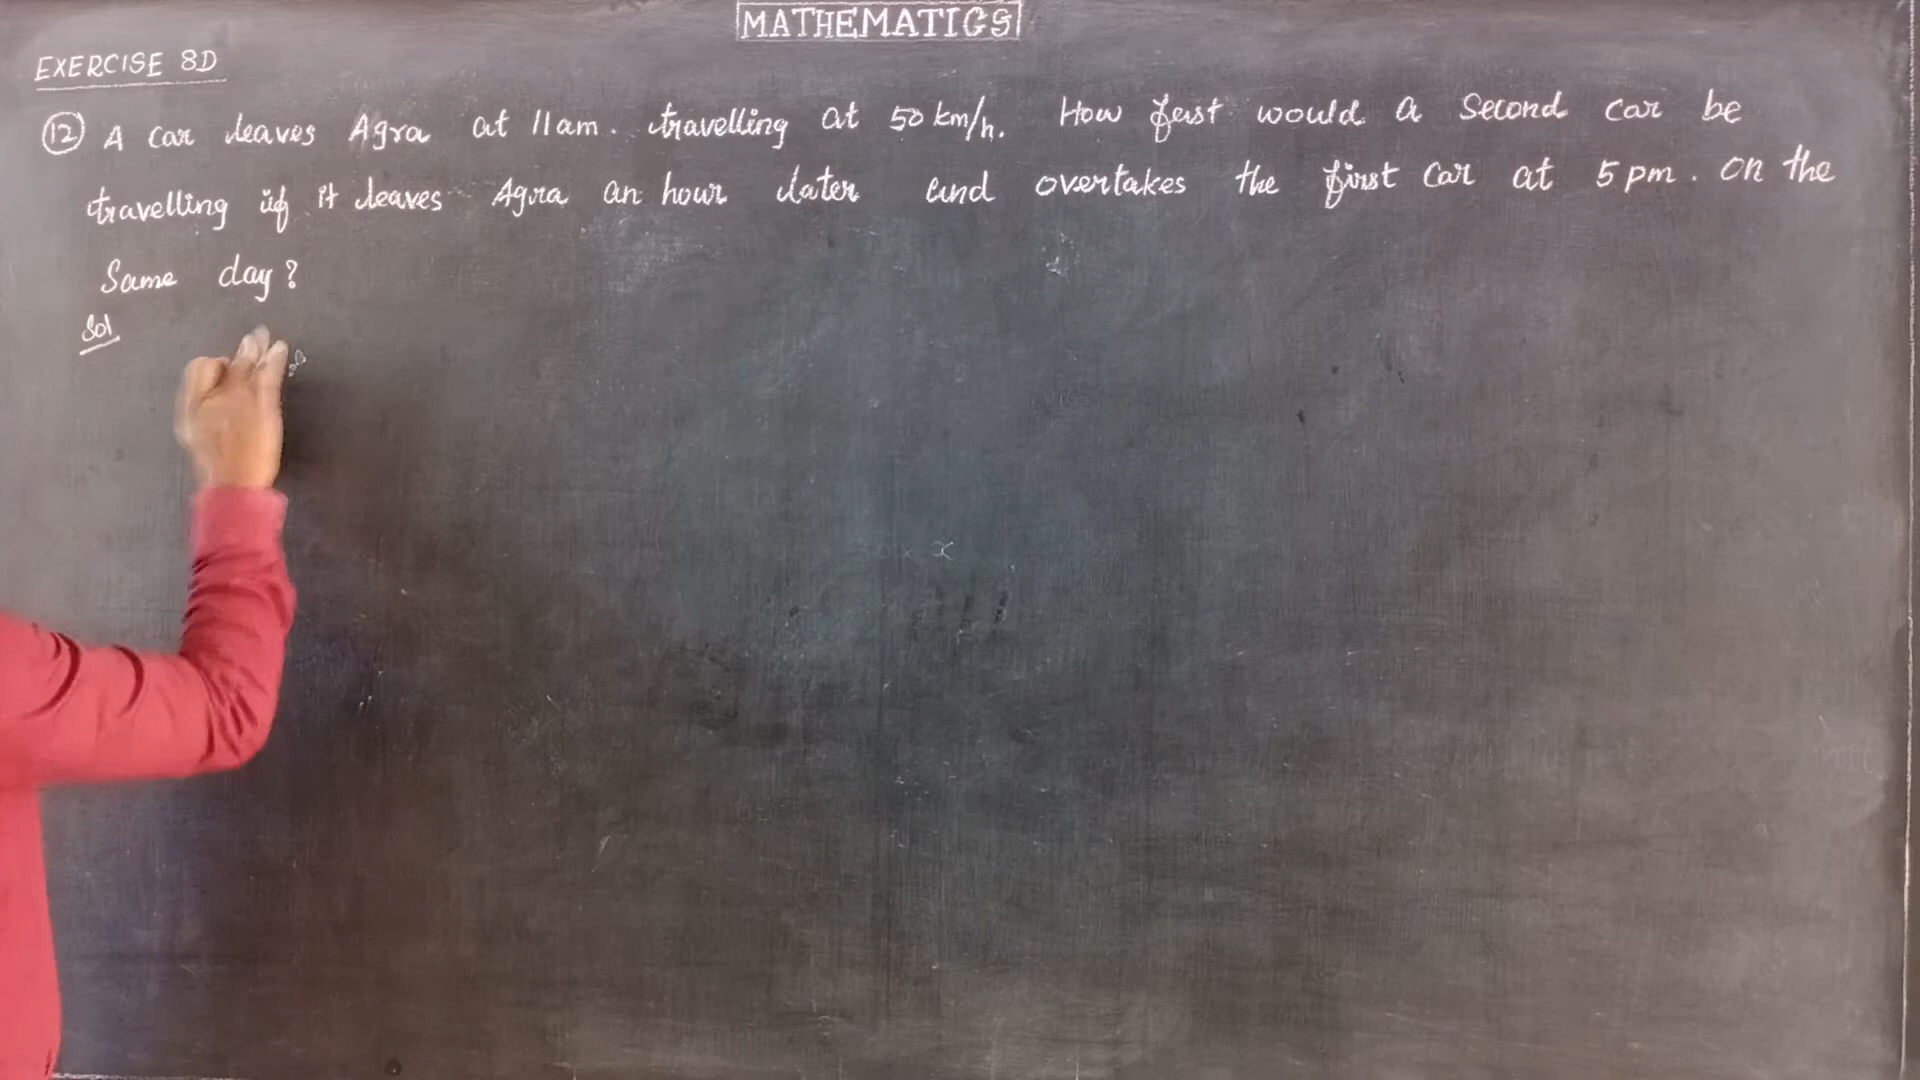 MATHEMATICS
EXERCISE 8D
(12) A car leaves Agra at 11am. travelling at 50 km/h. How fast would a second car be
travelling if it leaves Agra an hour later and overtakes the first car at 5 pm. on the
Same day?
Sol
x